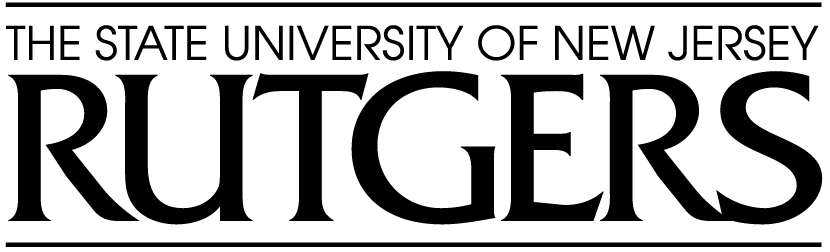 THE STATE UNIVERSITY OF NEW JERSEY
RUTGERS